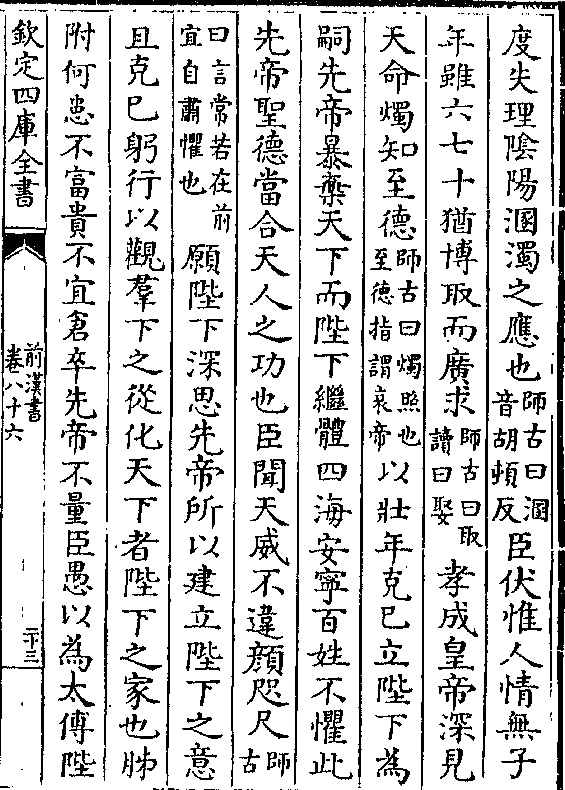 度失理隂陽溷濁之應也師古曰溷音胡頓反臣伏惟人情無子
年雖六七十猶博取而廣求師古曰取讀曰娶孝成皇帝深見
天命燭知至德師古曰燭照也至德指謂哀帝以壯年克己立陛下為
嗣先帝暴棄天下而陛下繼體四海安寧百姓不懼此
先帝聖德當合天人之功也臣聞天威不違顔咫尺師古
曰言常若在前宜自肅懼也願陛下深思先帝所以建立陛下之意
且克己躬行以觀羣下之從化天下者陛下之家也胏
附何患不富貴不宜倉卒先帝不量臣愚以為太傅陛
欽定四庫全書
前漢書
卷八十六
二十三